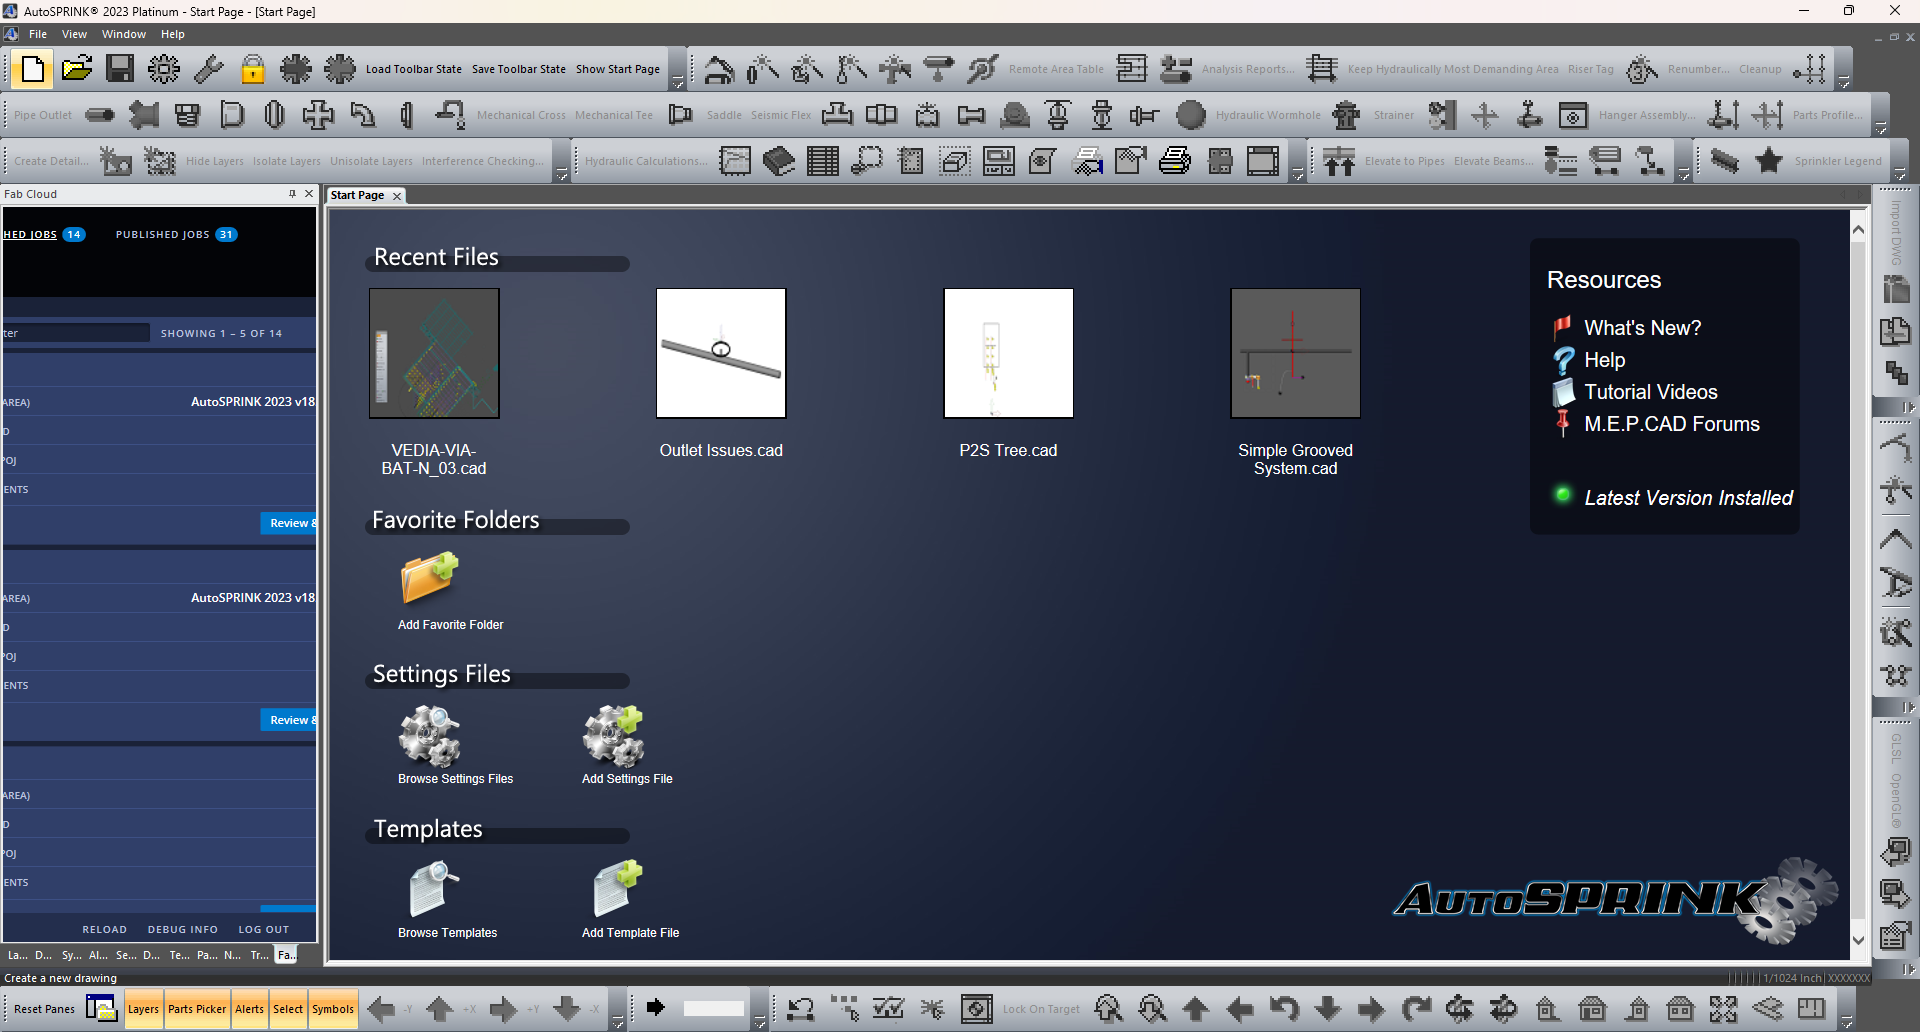 AutoSPRINK® 2023 Platinum - Start Page - [Start Page]
File View Window Help
Load Toolbar State Save Toolbar State Show Start Page Remote Area Table Analysis Reports... Keep Hydraulically Most Demanding Area Riser Tag Renumber... Cleanup
Pipe Outlet Mechanical Cross Mechanical Tee Saddle Seismic Flex Hydraulic Wormhole Strainer Hanger Assembly... Parts Profile...
Create Detail... Hide Layers Isolate Layers Unisolate Layers Interference Checking... Hydraulic Calculations... Elevate to Pipes Elevate Beams... Sprinkler Legend
Fab Cloud
HED JOBS 14 PUBLISHED JOBS 31
ter SHOWING 1 – 5 OF 14
AREA) AutoSPRINK 2023 v18
D
POJ
ENTS
Review &
AREA) AutoSPRINK 2023 v18
D
POJ
ENTS
Review &
AREA)
D
POJ
ENTS
RELOAD DEBUG INFO LOG OUT
La... D... Sy... Al... Se... D... Te... Pa... N... Tr... Fa...
Start Page
Recent Files
VEDIA-VIA-
BAT-N_03.cad
Outlet Issues.cad
P2S Tree.cad
Simple Grooved
System.cad
Favorite Folders
Add Favorite Folder
Settings Files
Browse Settings Files
Add Settings File
Templates
Browse Templates
Add Template File
Resources
What's New?
Help
Tutorial Videos
M.E.P.CAD Forums
Latest Version Installed
AUTOSPRINK
Import DWG
GLSL OpenGL®
Create a new drawing
1/1024 Inch XXXXXXX
Reset Panes Layers Parts Picker Alerts Select Symbols -Y +X +Y -X Lock On Target